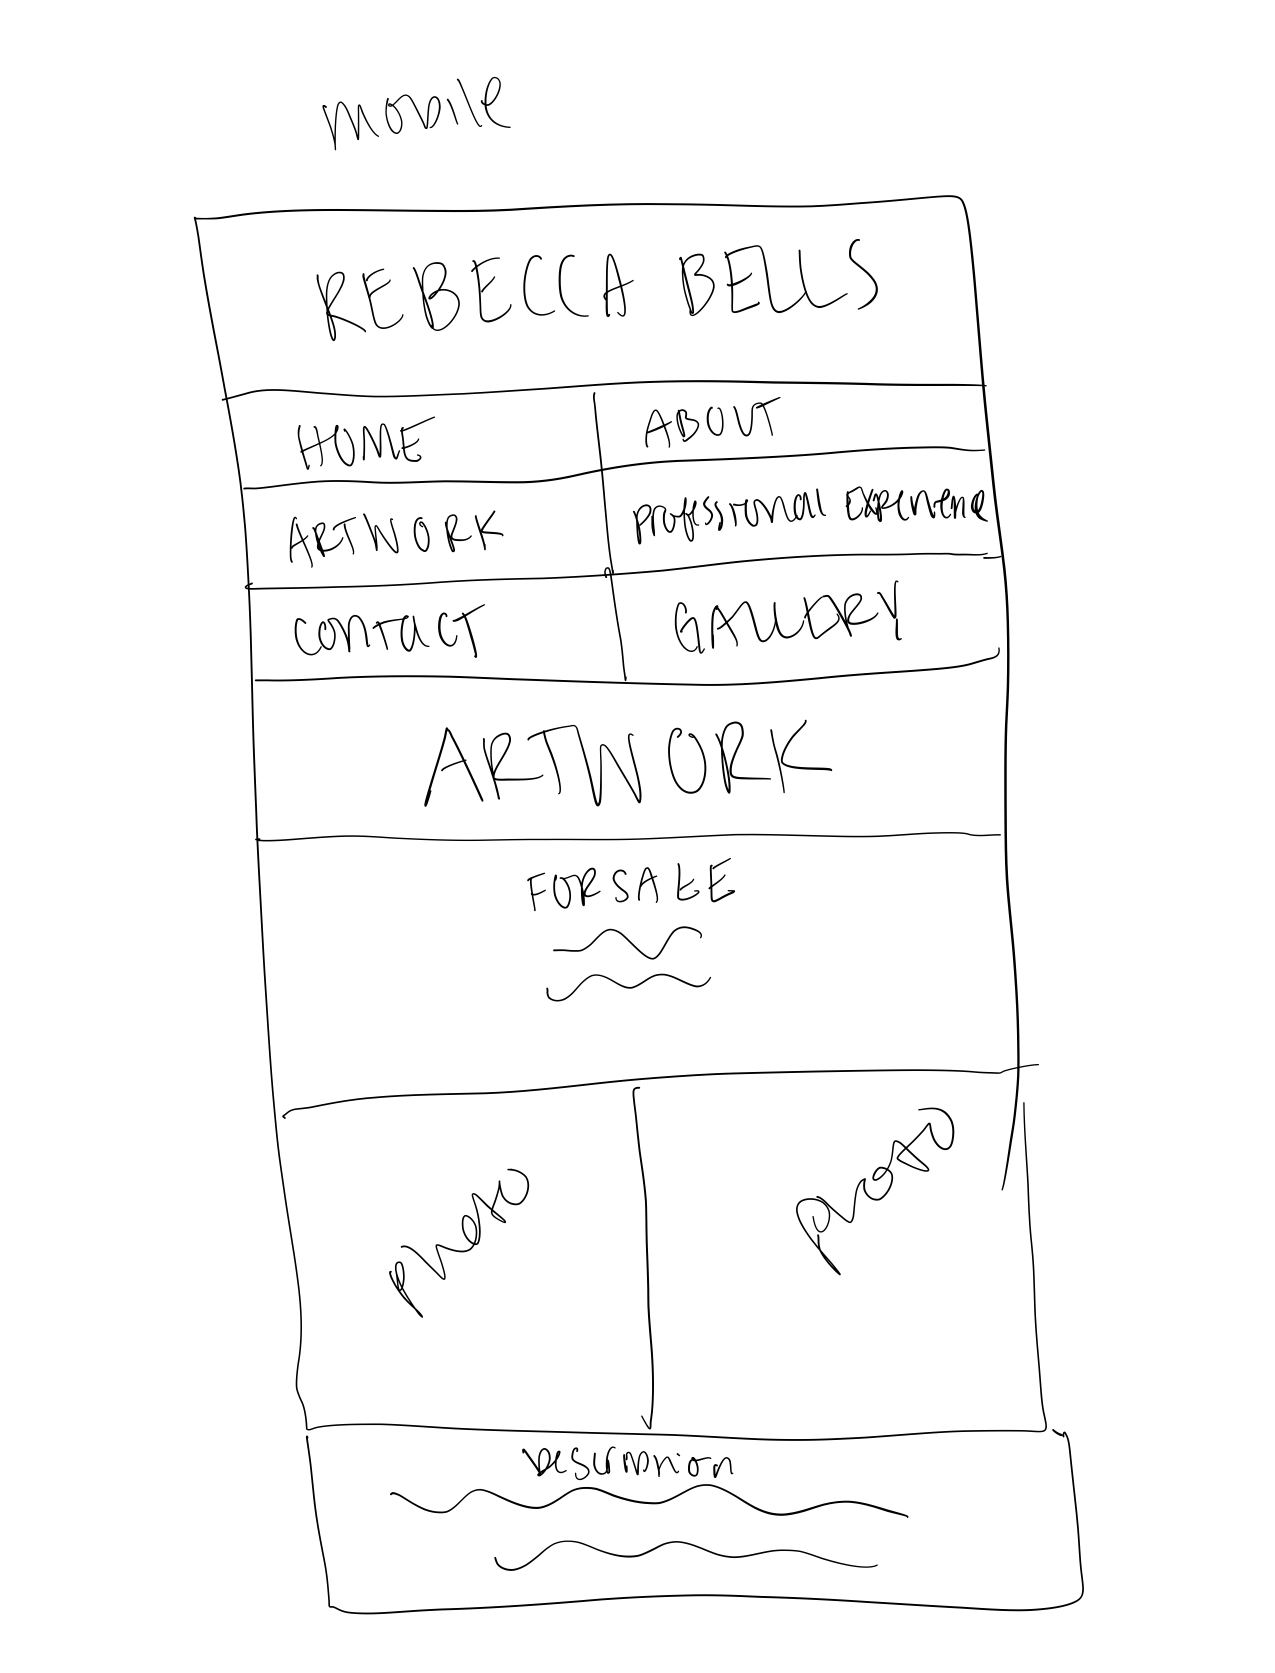 mobile
REBECCA BELLS
HOME
ABOUT
ARTWORK
Professional Experience
CONTACT
GALLERY
ARTWORK
FOR SALE
photo
photo
Description